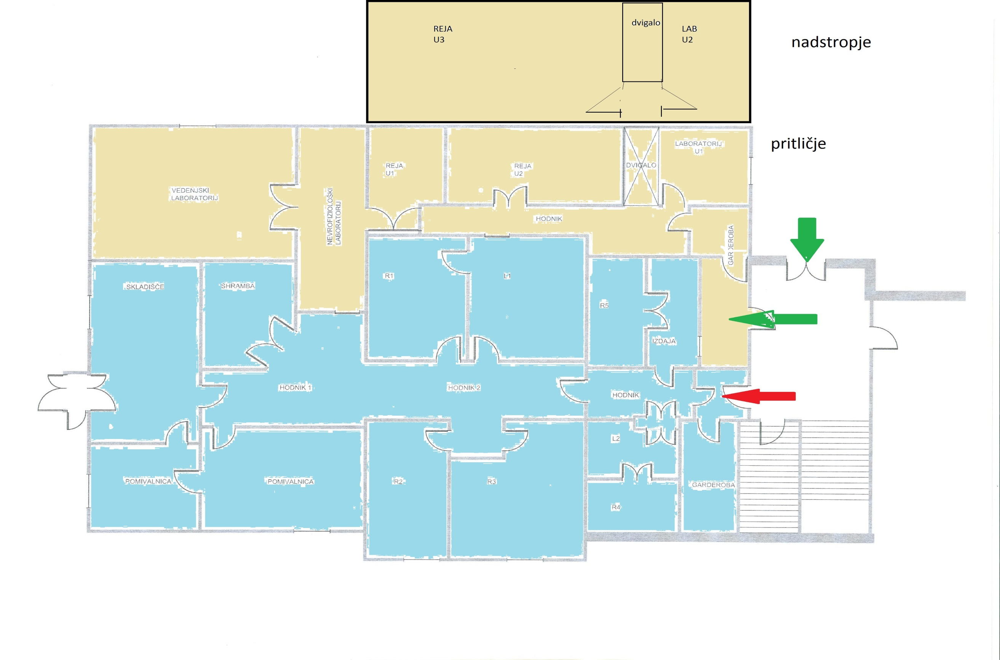 REJA
U3
dvigalo
LAB
U2
nadstropje
pritličje
LABORATORIJ
U1
REJA
U1
REJA
U2
DVIGALO
VEDENJSKI
LABORATORIJ
NEVROFIZIOLOŠKI
LABORATORIJ
HODNIK
GARDEROBA
R1
L1
SKLADIŠČE
SHRAMBA
R5
IZDAJA
HODNIK 1
HODNIK 2
HODNIK
L2
POMIVALNICA
POMIVALNICA
R2
R3
GARDEROBA
R4